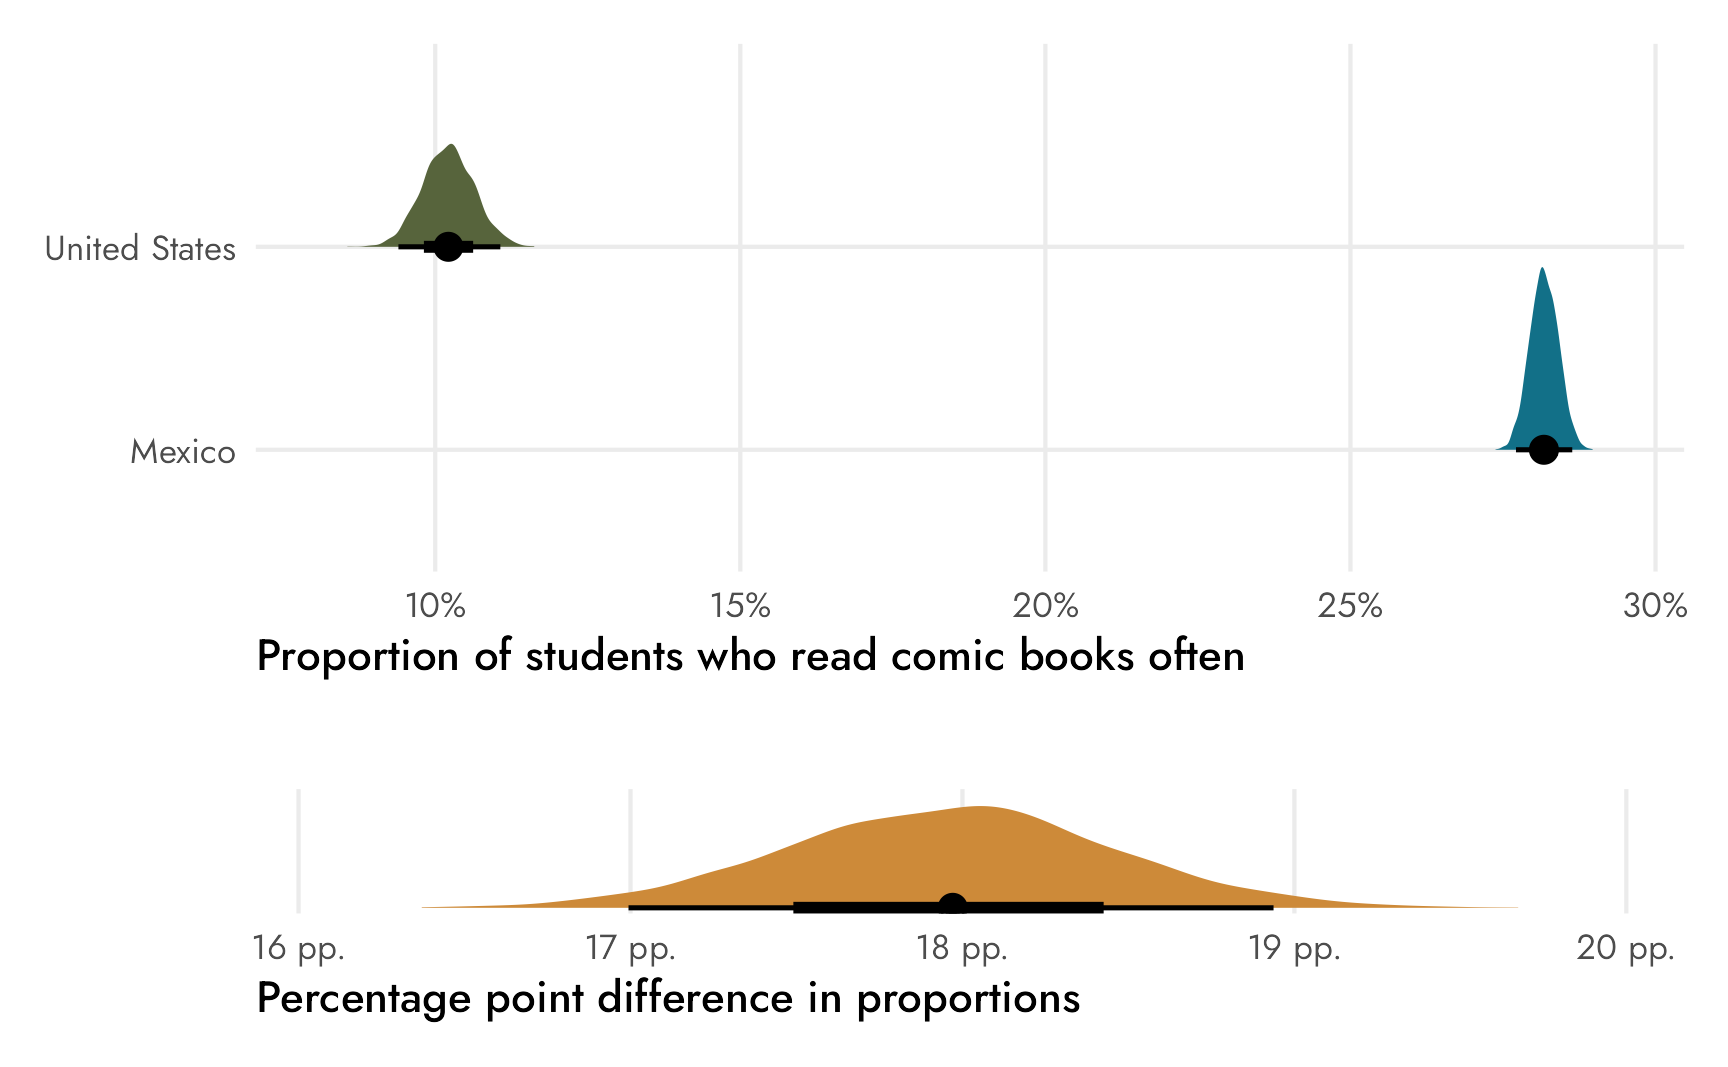 United States
Mexico
10% 15% 20% 25% 30%
Proportion of students who read comic books often
16 pp. 17 pp. 18 pp. 19 pp. 20 pp.
Percentage point difference in proportions